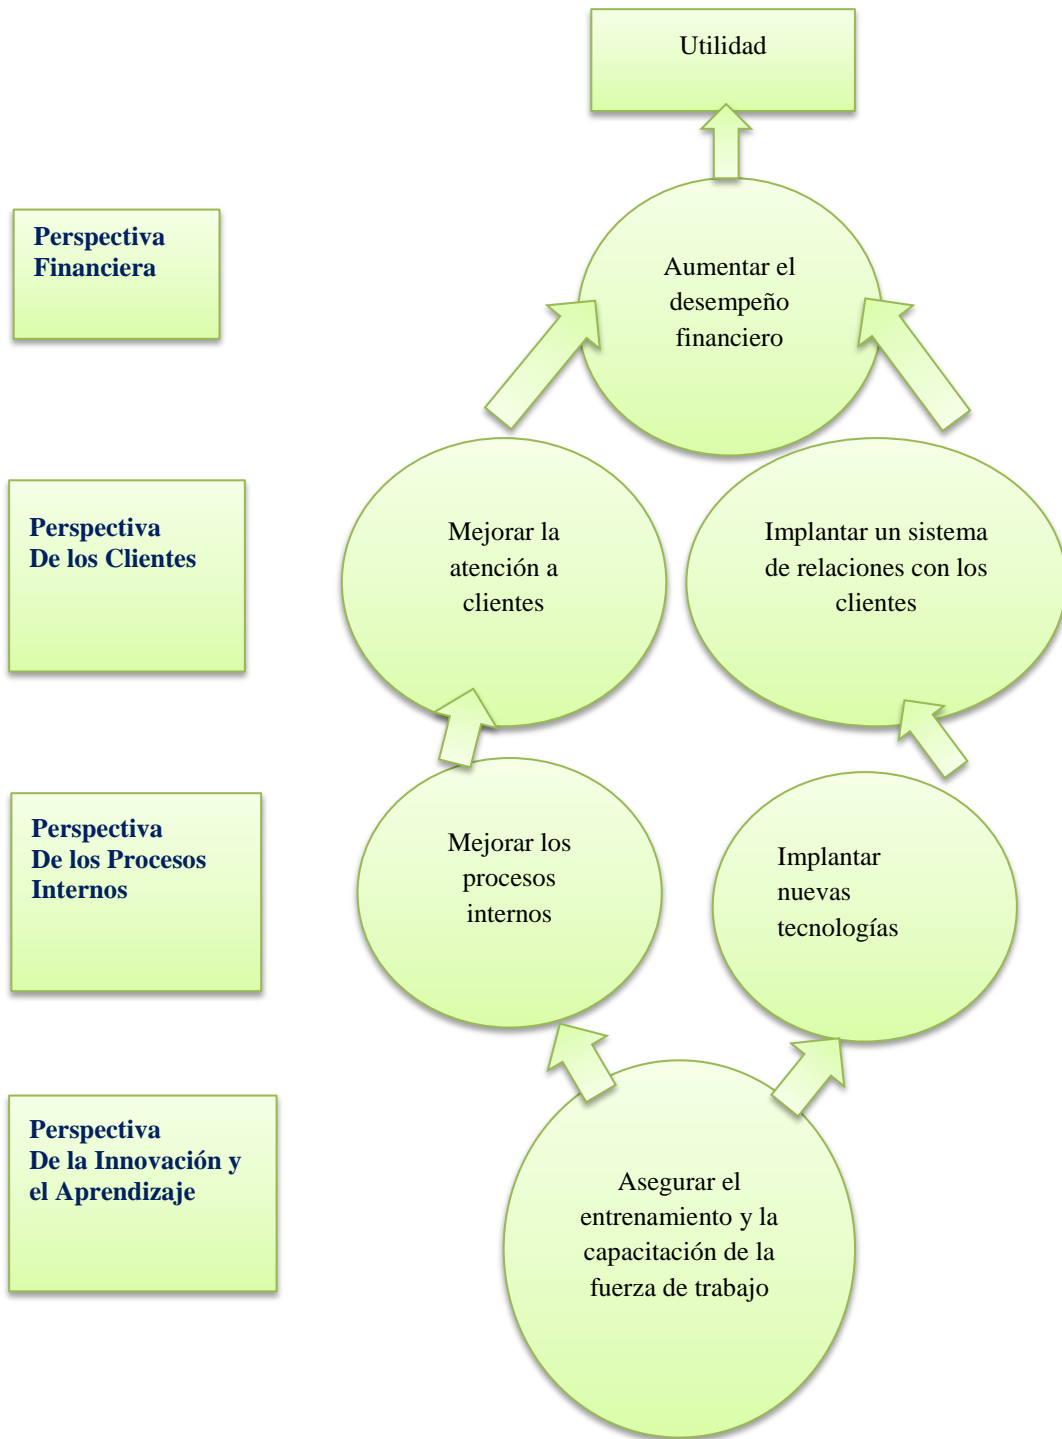 Utilidad
Perspectiva
Financiera
Aumentar el
desempeño
financiero
Perspectiva
De los Clientes
Mejorar la
atención a
clientes
Implantar un sistema
de relaciones con los
clientes
Perspectiva
De los Procesos
Internos
Mejorar los
procesos
internos
Implantar
nuevas
tecnologías
Perspectiva
De la Innovación y
el Aprendizaje
Asegurar el
entrenamiento y la
capacitación de la
fuerza de trabajo